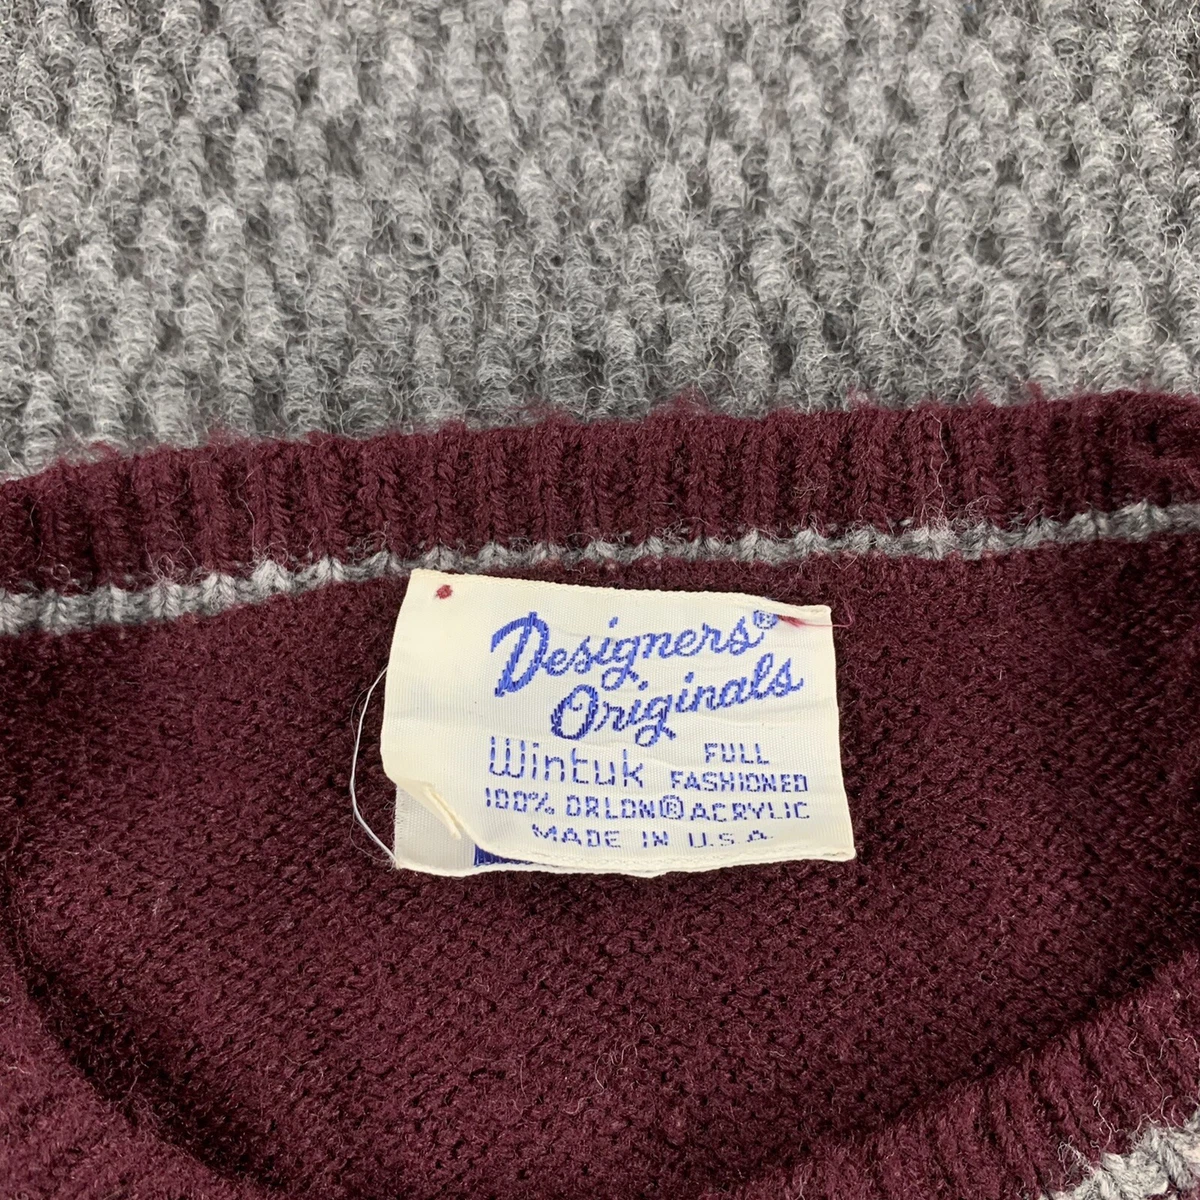 Designers®
Originals
Wintuk FULL FASHIONED
100% ORLON® ACRYLIC
MADE IN U.S.A.